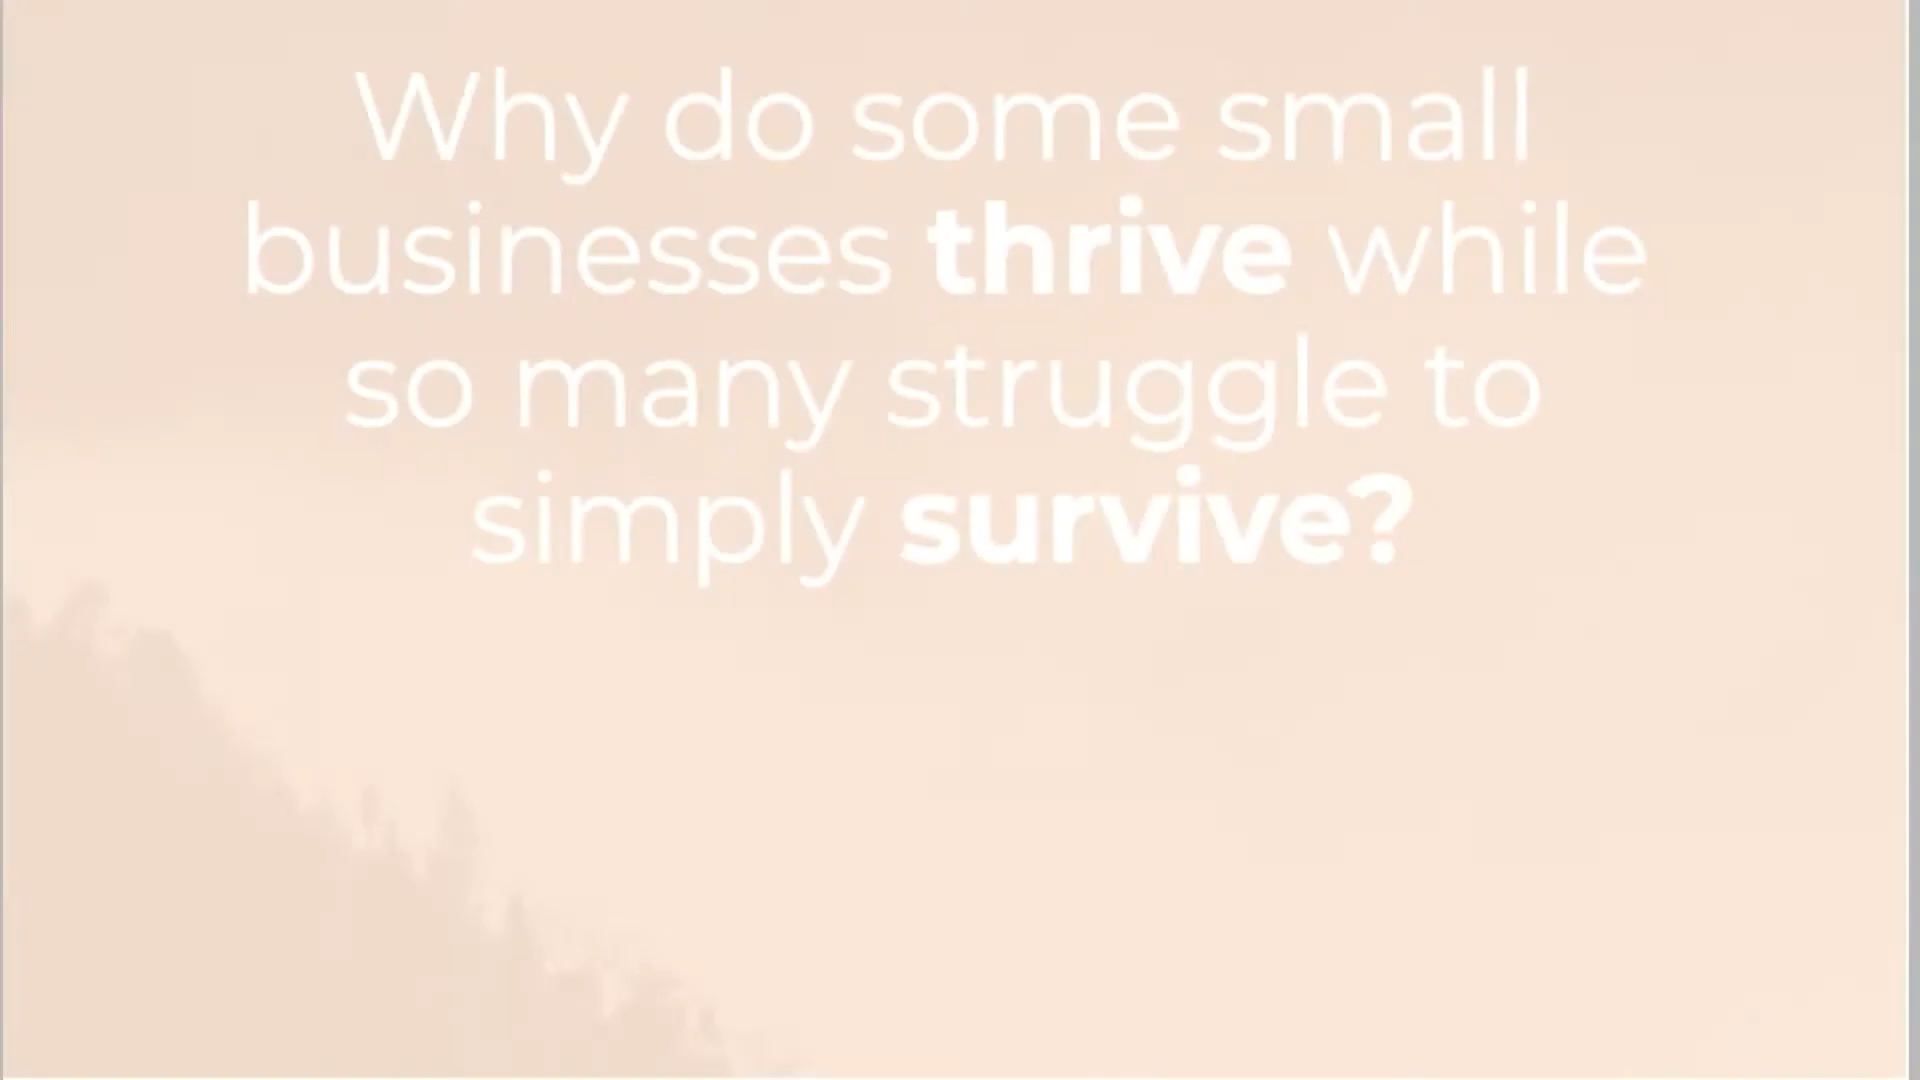 Why do some small
businesses thrive while
so many struggle to
simply survive?